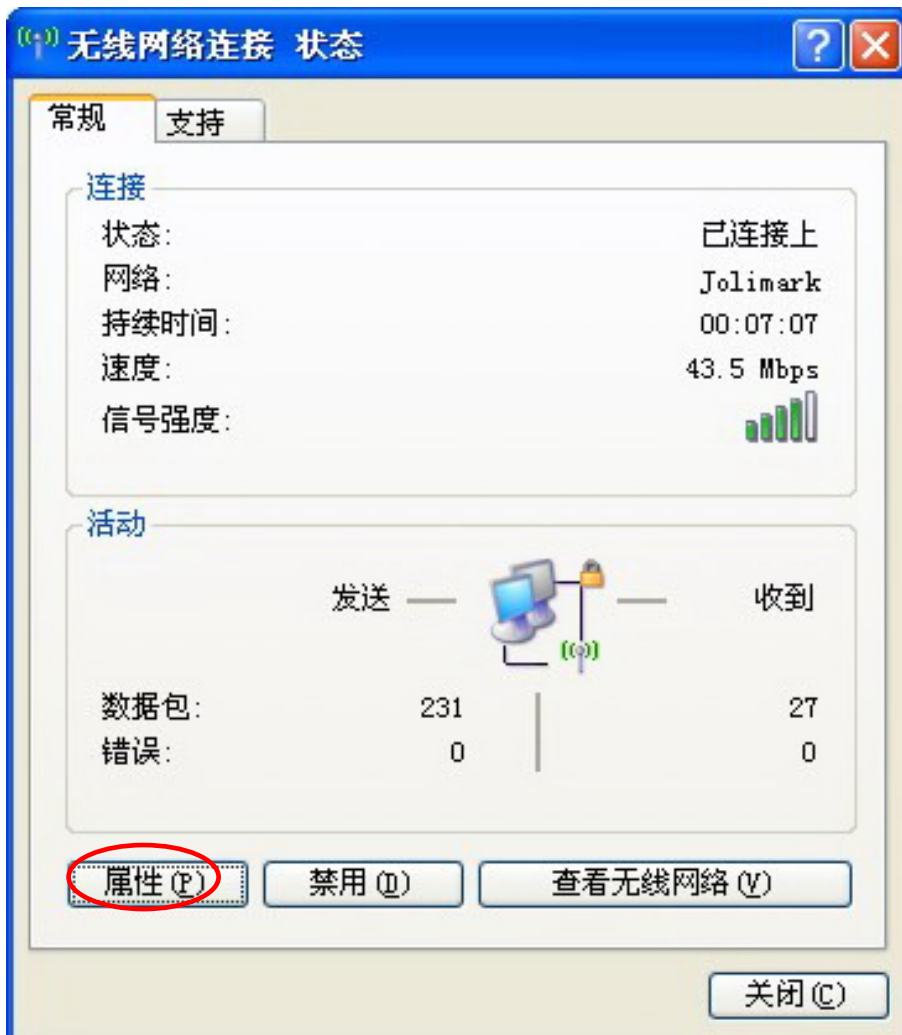 无线网络连接 状态
常规 支持
连接
状态: 已连接上
网络: Jolimark
持续时间: 00:07:07
速度: 43.5 Mbps
信号强度:
活动
发送 收到
数据包: 231 27
错误: 0 0
属性(P) 禁用(D) 查看无线网络(V)
关闭(C)